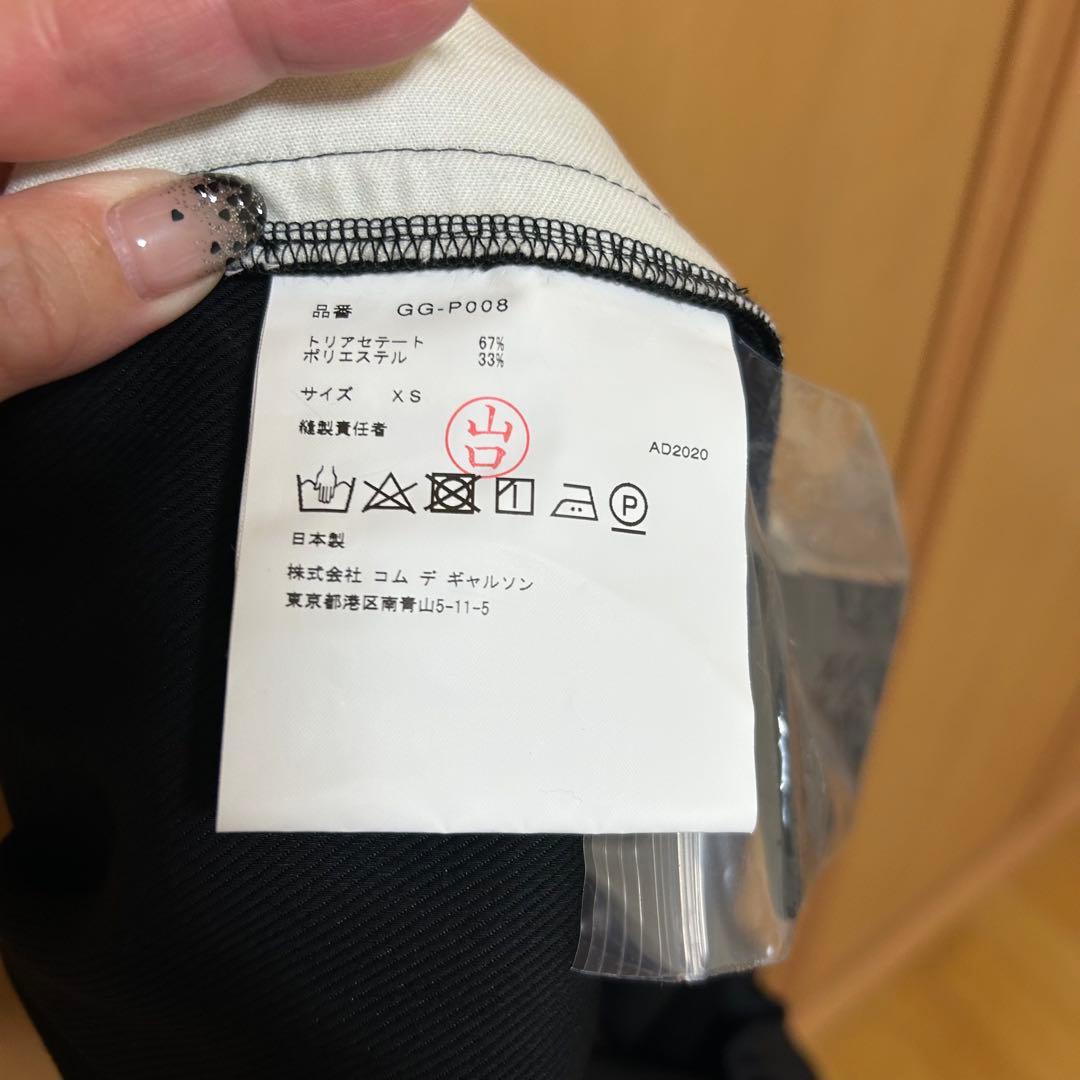 品番 GG-P008
トリアセテート 67%
ポリエステル 33%
サイズ XS
縫製責任者 山口
AD2020
P
日本製
株式会社 コム デ ギャルソン
東京都港区南青山5-11-5